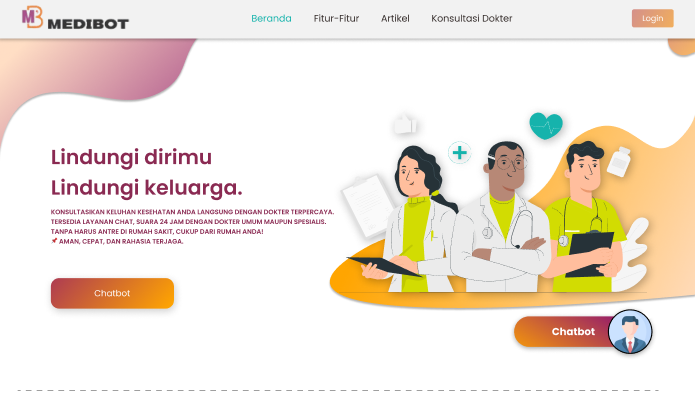 MB MEDIBOT
Beranda Fitur-Fitur Artikel Konsultasi Dokter Login
Lindungi dirimu
Lindungi keluarga.
KONSULTASIKAN KELUHAN KESEHATAN ANDA LANGSUNG DENGAN DOKTER TERPERCAYA.
TERSEDIA LAYANAN CHAT, SUARA 24 JAM DENGAN DOKTER UMUM MAUPUN SPESIALIS.
TANPA HARUS ANTRE DI RUMAH SAKIT, CUKUP DARI RUMAH ANDA!
📌 AMAN, CEPAT, DAN RAHASIA TERJAGA.
Chatbot
Chatbot